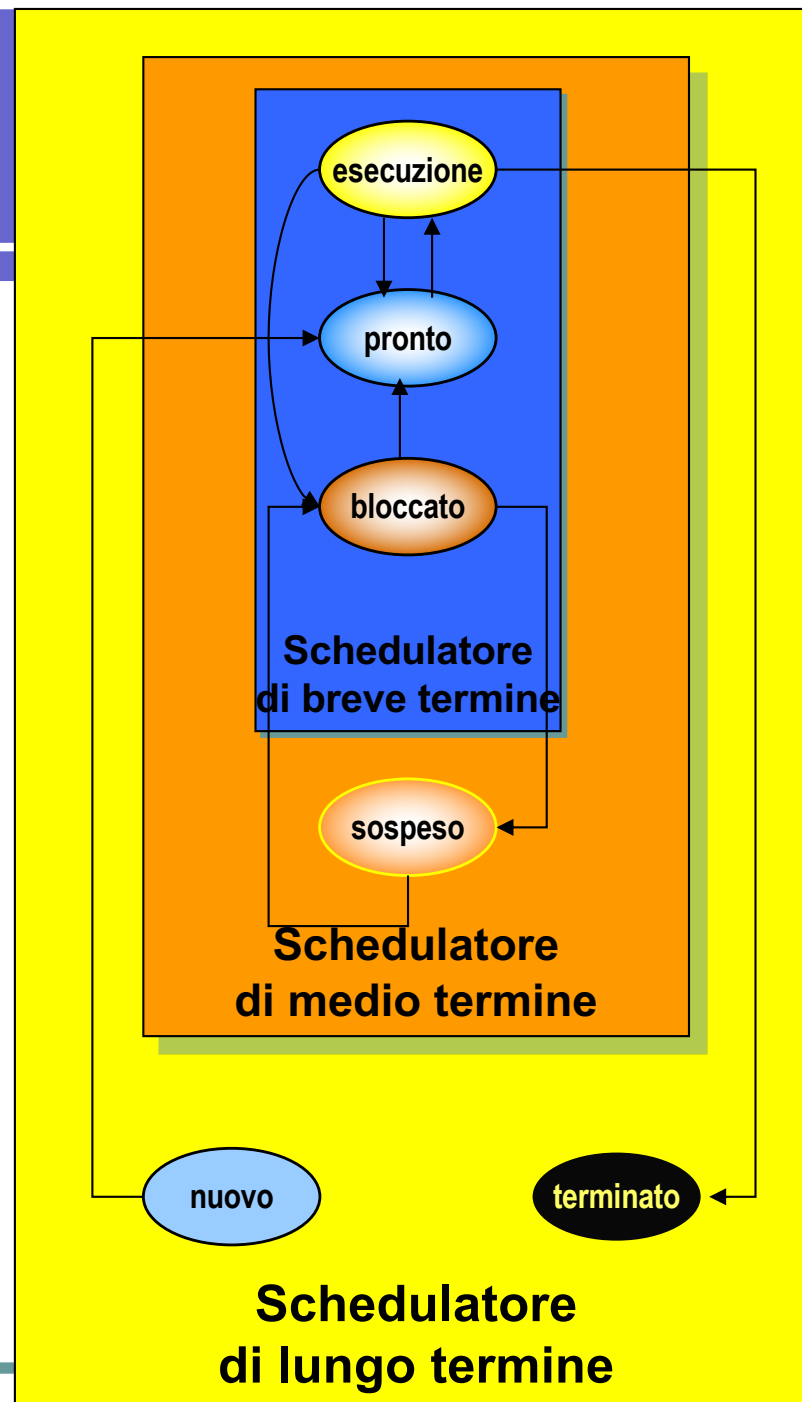 esecuzione
pronto
bloccato
Schedulatore
di breve termine
sospeso
Schedulatore
di medio termine
nuovo
terminato
Schedulatore
di lungo termine